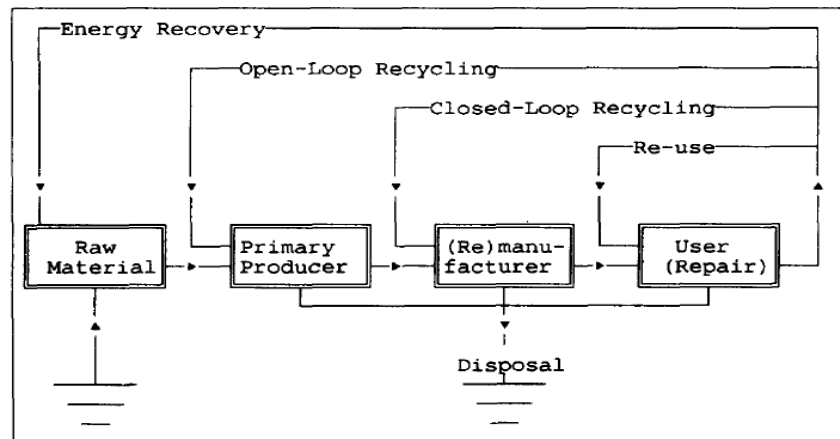 Energy Recovery
Open-Loop Recycling
Closed-Loop Recycling
Re-use
Raw
Material
Primary
Producer
(Re)manu-
facturer
User
(Repair)
Disposal